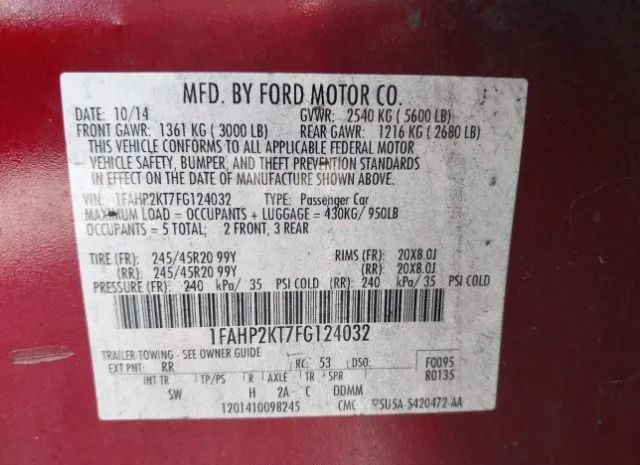 MFD. BY FORD MOTOR CO.
DATE: 10/14 GVWR: 2540 KG ( 5600 LB)
FRONT GAWR: 1361 KG ( 3000 LB) REAR GAWR: 1216 KG ( 2680 LB)
THIS VEHICLE CONFORMS TO ALL APPLICABLE FEDERAL MOTOR
VEHICLE SAFETY, BUMPER, AND THEFT PREVENTION STANDARDS
IN EFFECT ON THE DATE OF MANUFACTURE SHOWN ABOVE.
VIN: 1FAHP2KT7FG124032 TYPE: Passenger Car
MAXIMUM LOAD = OCCUPANTS + LUGGAGE = 430KG/ 950LB
OCCUPANTS = 5 TOTAL; 2 FRONT, 3 REAR
TIRE (FR): 245/45R20 99Y RIMS (FR): 20X8.0J
(RR): 245/45R20 99Y (RR): 20X8.0J
PRESSURE (FR): 240 kPa/ 35 PSI COLD (RR): 240 kPa/ 35 PSI COLD
1FAHP2KT7FG124032
TRAILER TOWING - SEE OWNER GUIDE F0095
EXT PNT: RR RC: 53 DSO: R0135
INT TR TP/PS R AXLE TR SPR
SW H 2A C DDMM
1201410098245 CMC 5U5A-5420472-AA